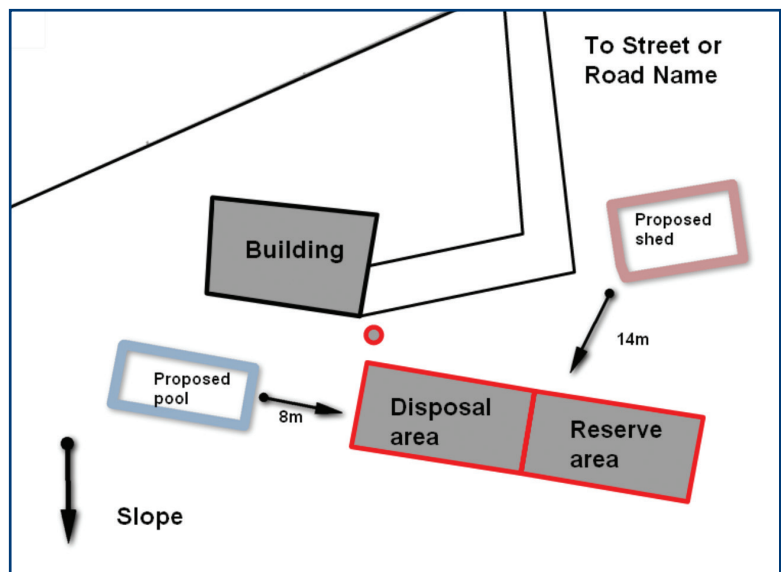 To Street or
Road Name
Proposed
shed
Building
14m
Proposed
pool
8m
Disposal
area
Reserve
area
Slope